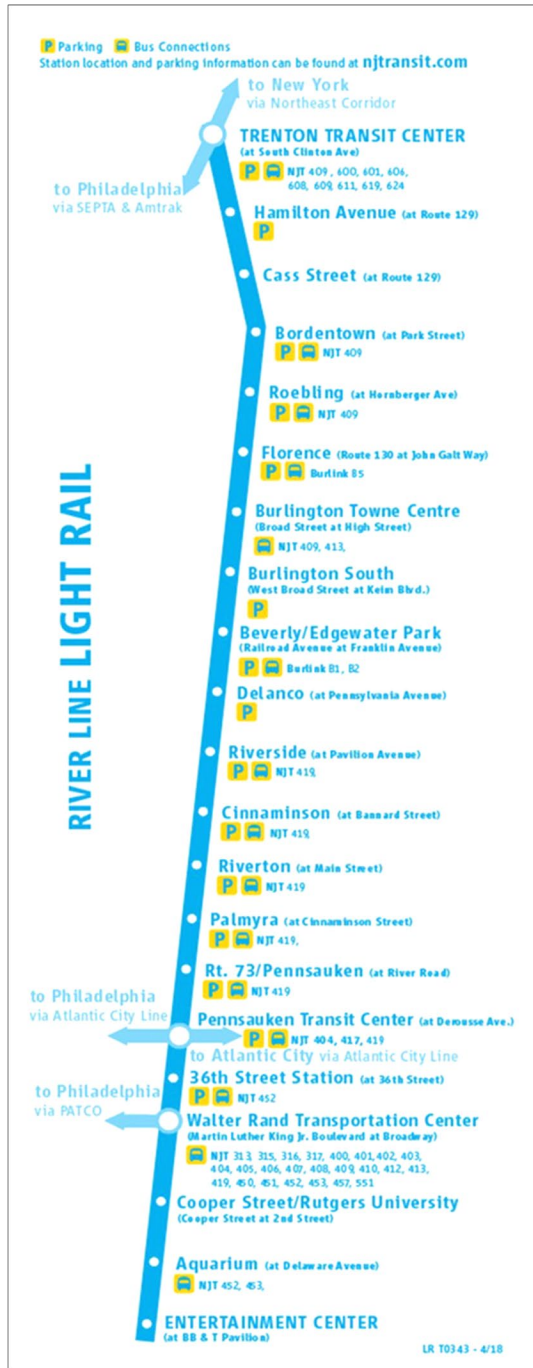 P Parking Bus Connections
Station location and parking information can be found at njtransit.com
to New York
via Northeast Corridor
TRENTON TRANSIT CENTER
(at South Clinton Ave)
P NJT 409 , 600, 601, 606,
608, 609, 611, 619, 624
to Philadelphia
via SEPTA & Amtrak
Hamilton Avenue (at Route 129)
P
Cass Street (at Route 129)
Bordentown (at Park Street)
P NJT 409
Roebling (at Hornberger Ave)
P NJT 409
Florence (Route 130 at John Galt Way)
P Burlink B5
RIVER LINE LIGHT RAIL
Burlington Towne Centre
(Broad Street at High Street)
NJT 409, 413,
Burlington South
(West Broad Street at Keim Blvd.)
P
Beverly/Edgewater Park
(Railroad Avenue at Franklin Avenue)
P Burlink B1, B2
Delanco (at Pennsylvania Avenue)
P
Riverside (at Pavilion Avenue)
P NJT 419,
Cinnaminson (at Bannard Street)
P NJT 419,
Riverton (at Main Street)
P NJT 419
Palmyra (at Cinnaminson Street)
P NJT 419,
Rt. 73/Pennsauken (at River Road)
P NJT 419
to Philadelphia
via Atlantic City Line
Pennsauken Transit Center (at Derousse Ave.)
P NJT 404, 417, 419
to Atlantic City via Atlantic City Line
36th Street Station (at 36th Street)
P NJT 452
to Philadelphia
via PATCO
Walter Rand Transportation Center
(Martin Luther King Jr. Boulevard at Broadway)
NJT 313, 315, 316, 317, 400, 401, 402, 403,
404, 405, 406, 407, 408, 409, 410, 412, 413,
419, 450, 451, 452, 453, 457, 551
Cooper Street/Rutgers University
(Cooper Street at 2nd Street)
Aquarium (at Delaware Avenue)
NJT 452, 453,
ENTERTAINMENT CENTER
(at BB & T Pavilion)
LR T0343 - 4/18